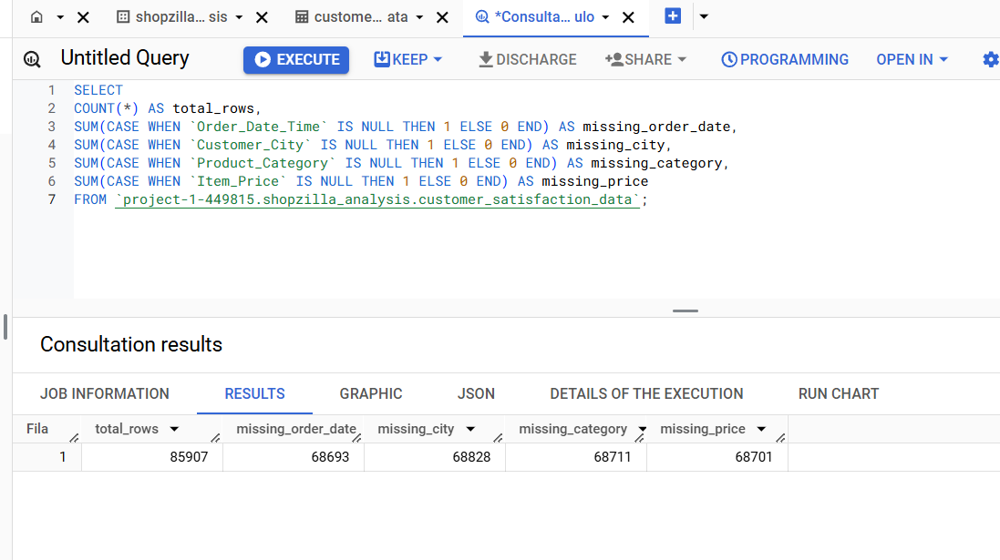 shopzilla... sis
custome... ata
*Consulta... ulo
Untitled Query
EXECUTE
KEEP
DISCHARGE
SHARE
PROGRAMMING
OPEN IN
1 SELECT
2 COUNT(*) AS total_rows,
3 SUM(CASE WHEN `Order_Date_Time` IS NULL THEN 1 ELSE 0 END) AS missing_order_date,
4 SUM(CASE WHEN `Customer_City` IS NULL THEN 1 ELSE 0 END) AS missing_city,
5 SUM(CASE WHEN `Product_Category` IS NULL THEN 1 ELSE 0 END) AS missing_category,
6 SUM(CASE WHEN `Item_Price` IS NULL THEN 1 ELSE 0 END) AS missing_price
7 FROM `project-1-449815.shopzilla_analysis.customer_satisfaction_data`;
Consultation results
JOB INFORMATION
RESULTS
GRAPHIC
JSON
DETAILS OF THE EXECUTION
RUN CHART
Fila total_rows missing_order_date missing_city missing_category missing_price
1 85907 68693 68828 68711 68701